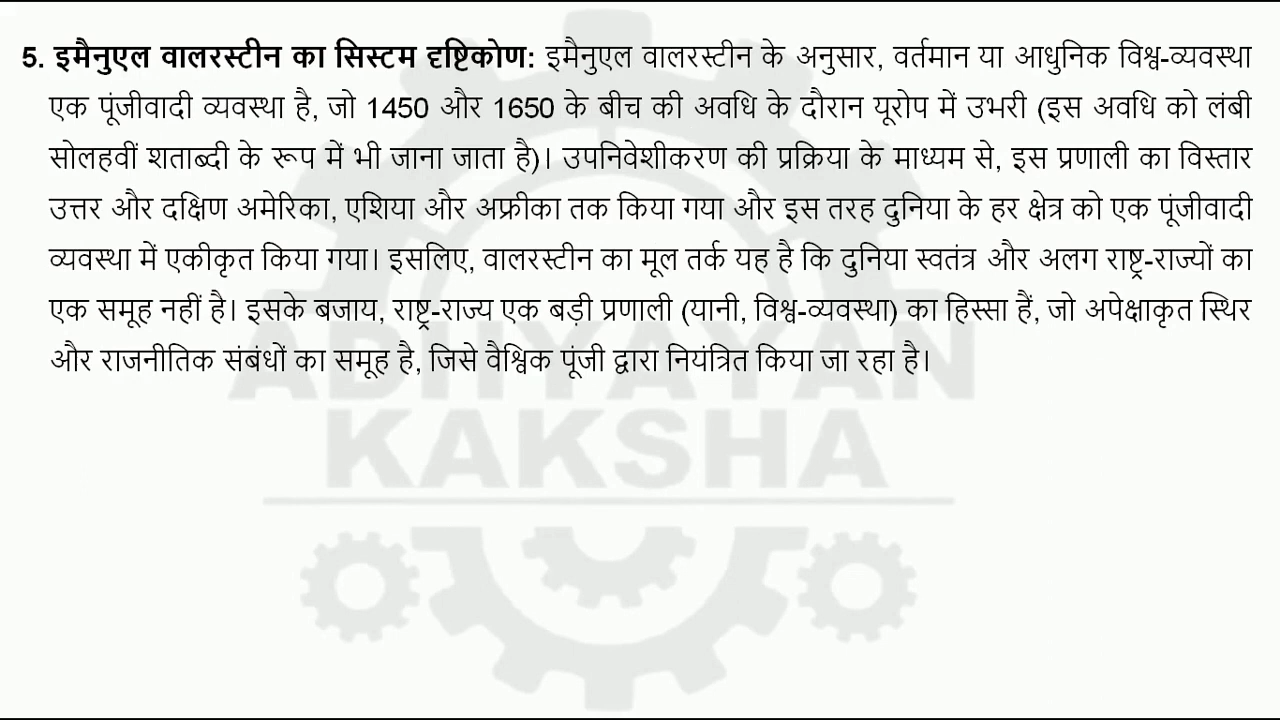 5. इमैनुएल वालरस्टीन का सिस्टम दृष्टिकोण: इमैनुएल वालरस्टीन के अनुसार, वर्तमान या आधुनिक विश्व-व्यवस्था
एक पूंजीवादी व्यवस्था है, जो 1450 और 1650 के बीच की अवधि के दौरान यूरोप में उभरी (इस अवधि को लंबी
सोलहवीं शताब्दी के रूप में भी जाना जाता है)। उपनिवेशीकरण की प्रक्रिया के माध्यम से, इस प्रणाली का विस्तार
उत्तर और दक्षिण अमेरिका, एशिया और अफ्रीका तक किया गया और इस तरह दुनिया के हर क्षेत्र को एक पूंजीवादी
व्यवस्था में एकीकृत किया गया। इसलिए, वालरस्टीन का मूल तर्क यह है कि दुनिया स्वतंत्र और अलग राष्ट्र-राज्यों का
एक समूह नहीं है। इसके बजाय, राष्ट्र-राज्य एक बड़ी प्रणाली (यानी, विश्व-व्यवस्था) का हिस्सा हैं, जो अपेक्षाकृत स्थिर
और राजनीतिक संबंधों का समूह है, जिसे वैश्विक पूंजी द्वारा नियंत्रित किया जा रहा है।
ADHYAYAN
KAKSHA